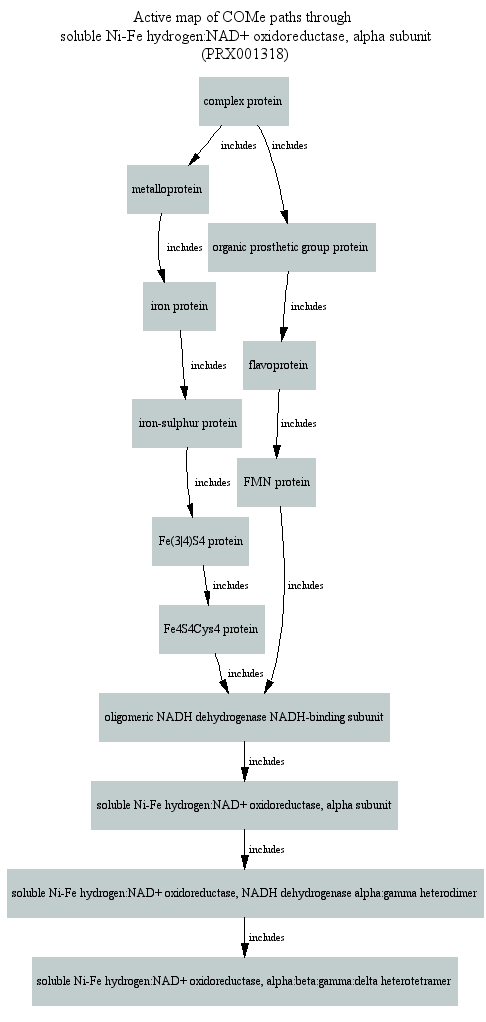 Active map of COMe paths through
soluble Ni-Fe hydrogen:NAD+ oxidoreductase, alpha subunit
(PRX001318)
complex protein
includes
includes
metalloprotein
organic prosthetic group protein
includes
iron protein
includes
flavoprotein
includes
iron-sulphur protein
includes
FMN protein
includes
Fe(3|4)S4 protein
includes
includes
Fe4S4Cys4 protein
includes
oligomeric NADH dehydrogenase NADH-binding subunit
includes
soluble Ni-Fe hydrogen:NAD+ oxidoreductase, alpha subunit
includes
soluble Ni-Fe hydrogen:NAD+ oxidoreductase, NADH dehydrogenase alpha:gamma heterodimer
includes
soluble Ni-Fe hydrogen:NAD+ oxidoreductase, alpha:beta:gamma:delta heterotetramer